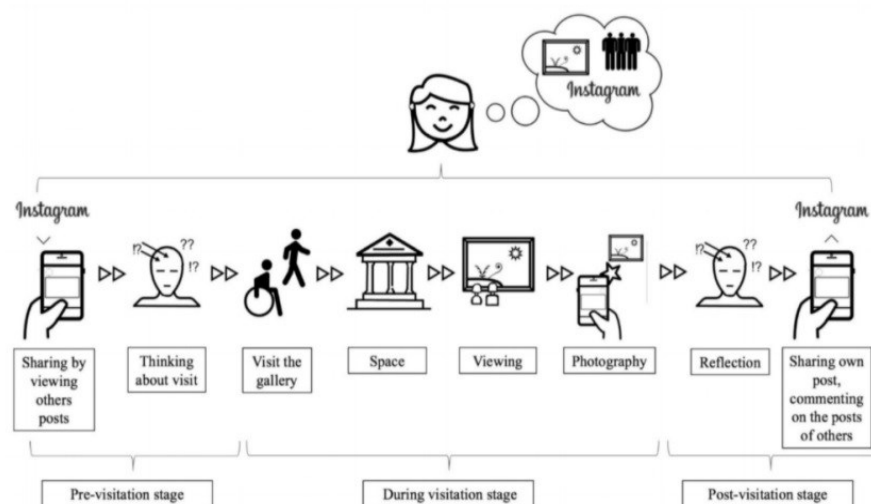 Instagram
Instagram
Instagram
!?
??
!?
!?
??
!?
Sharing by
viewing
others
posts
Thinking
about visit
Visit the
gallery
Space
Viewing
Photography
Reflection
Sharing own
post,
commenting
on the posts
of others
Pre-visitation stage
During visitation stage
Post-visitation stage